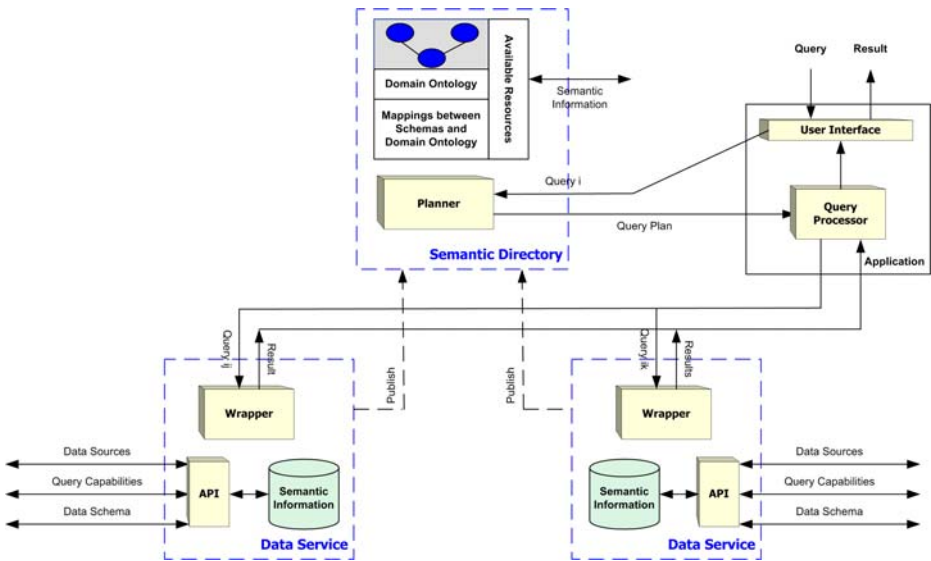 Domain Ontology
Mappings between
Schemas and
Domain Ontology
Available Resources
Semantic
Information
Query
Result
User Interface
Query
Processor
Application
Query i
Planner
Query Plan
Semantic Directory
Query ij
Result
Publish
Publish
Query ik
Results
Wrapper
Wrapper
Data Sources
Query Capabilities
Data Schema
API
Semantic
Information
Data Service
Semantic
Information
API
Data Sources
Query Capabilities
Data Schema
Data Service